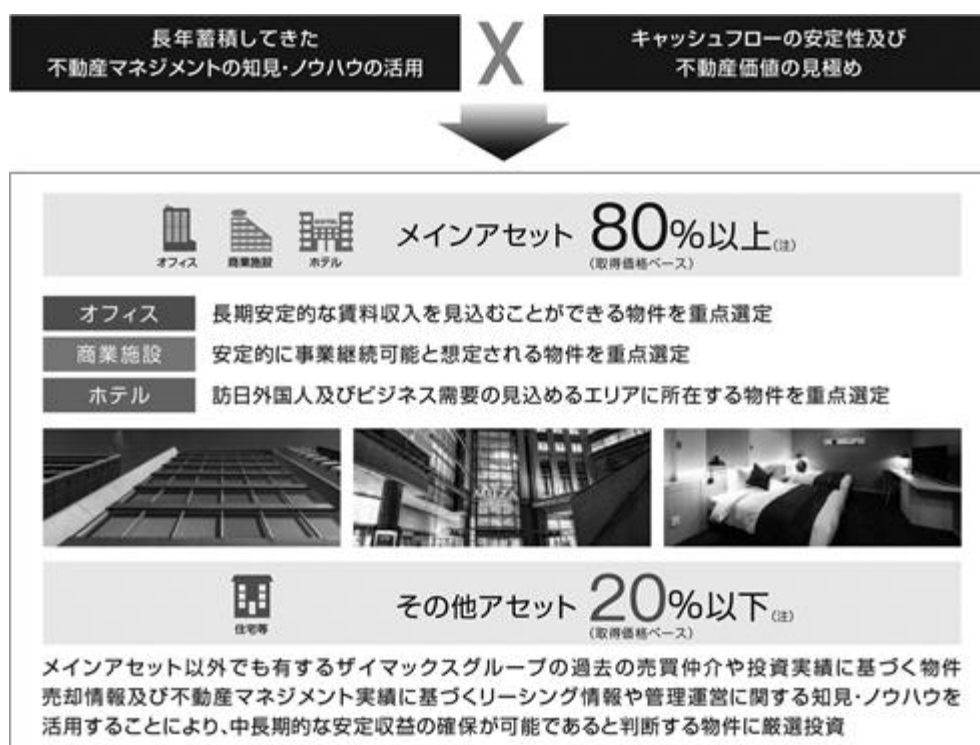 長年蓄積してきた
不動産マネジメントの知見・ノウハウの活用
X
キャッシュフローの安定性及び
不動産価値の見極め
オフィス
商業施設
ホテル
メインアセット 80%以上(注)
(取得価格ベース)
オフィス 長期安定的な賃料収入を見込むことができる物件を重点選定
商業施設 安定的に事業継続可能と想定される物件を重点選定
ホテル 訪日外国人及びビジネス需要の見込めるエリアに所在する物件を重点選定
住宅等
その他アセット 20%以下(注)
(取得価格ベース)
メインアセット以外でも有するザイマックスグループの過去の売買仲介や投資実績に基づく物件
売却情報及び不動産マネジメント実績に基づくリーシング情報や管理運営に関する知見・ノウハウを
活用することにより、中長期的な安定収益の確保が可能であると判断する物件に厳選投資